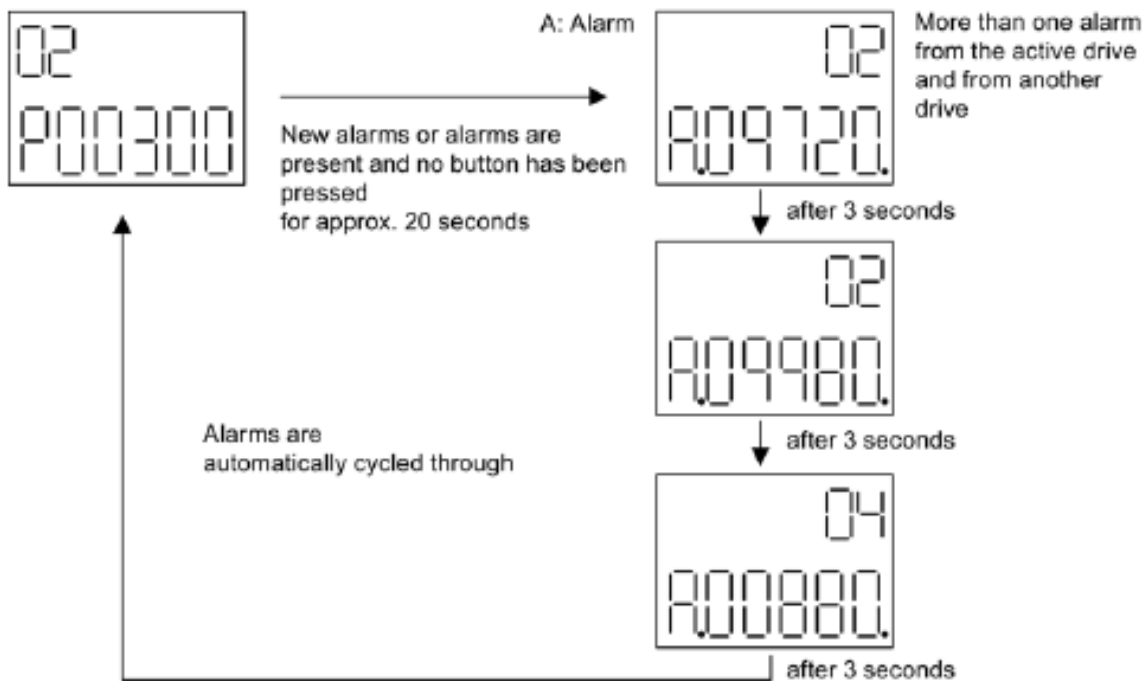 02
P00300
New alarms or alarms are
present and no button has been
pressed
for approx. 20 seconds
A: Alarm
02
A.09720.
More than one alarm
from the active drive
and from another
drive
after 3 seconds
02
A.09980.
after 3 seconds
04
A.00880.
after 3 seconds
Alarms are
automatically cycled through